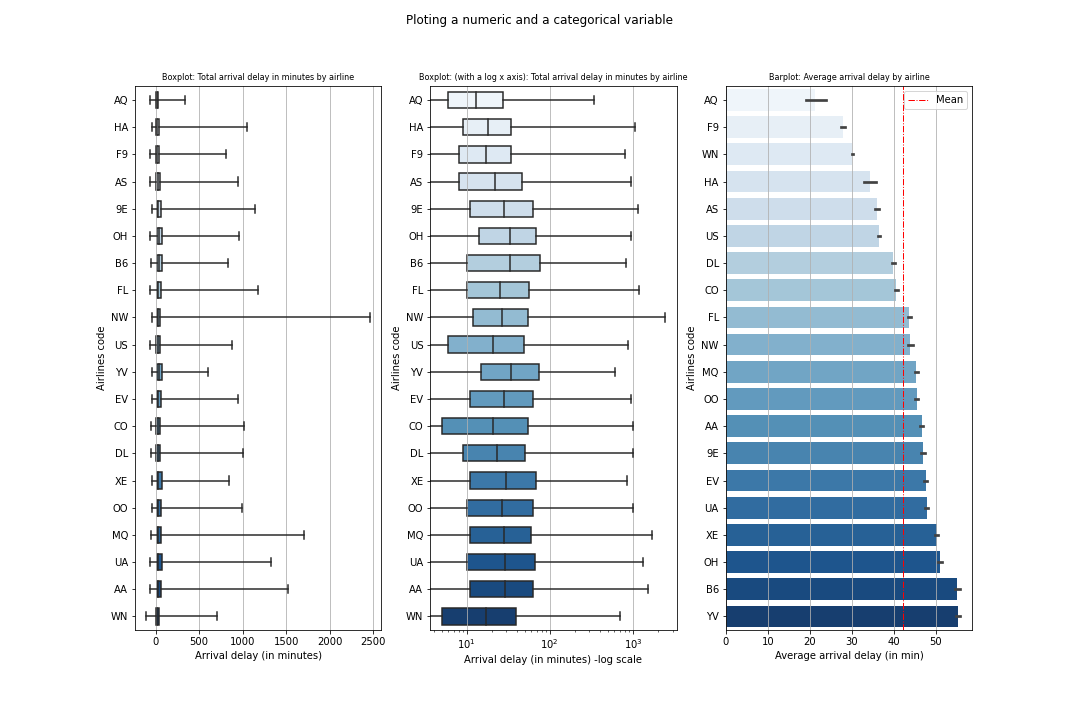 Ploting a numeric and a categorical variable
Boxplot: Total arrival delay in minutes by airline
Airlines code
AQ
HA
F9
AS
9E
OH
B6
FL
NW
US
YV
EV
CO
DL
XE
OO
MQ
UA
AA
WN
0 500 1000 1500 2000 2500
Arrival delay (in minutes)
Boxplot: (with a log x axis): Total arrival delay in minutes by airline
Airlines code
AQ
HA
F9
AS
9E
OH
B6
FL
NW
US
YV
EV
CO
DL
XE
OO
MQ
UA
AA
WN
10¹ 10² 10³
Arrival delay (in minutes) -log scale
Barplot: Average arrival delay by airline
Mean
Airlines code
AQ
F9
WN
HA
AS
US
DL
CO
FL
NW
MQ
OO
AA
9E
EV
UA
XE
OH
B6
YV
0 10 20 30 40 50
Average arrival delay (in min)